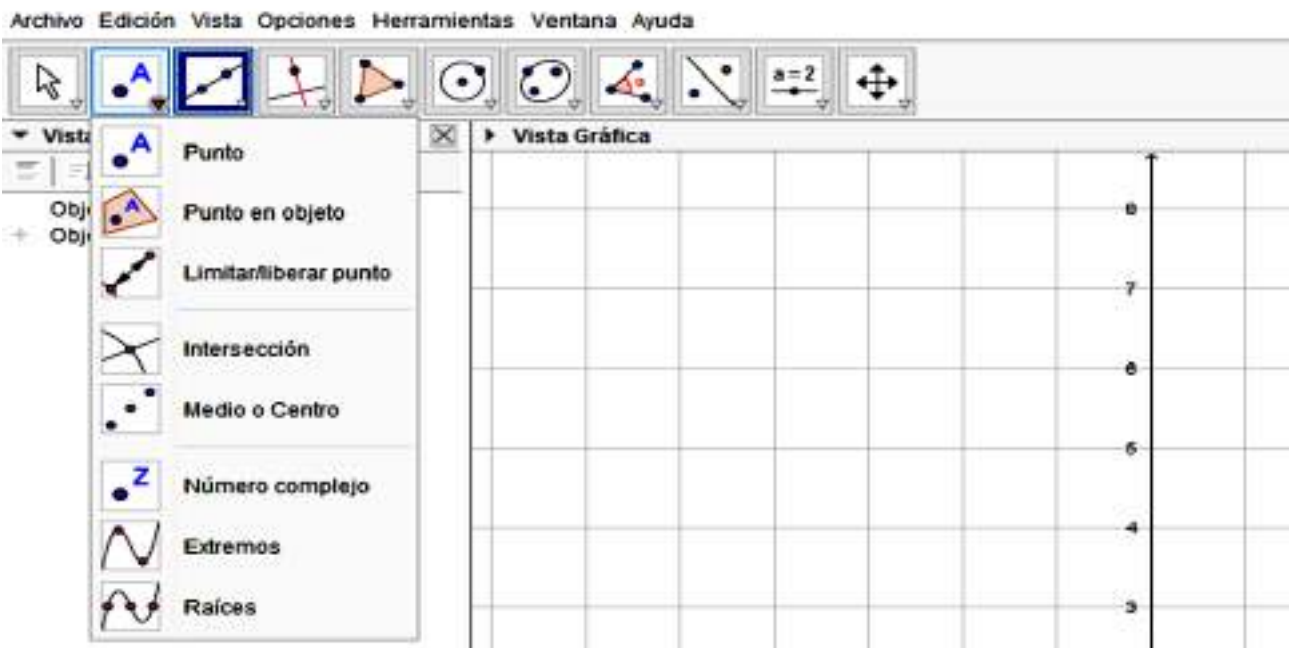 Archivo Edición Vista Opciones Herramientas Ventana Ayuda
A
a=2
Vista Gráfica
A Punto
A Punto en objeto
Limitar/liberar punto
Intersección
Medio o Centro
Z Número complejo
Extremos
Raíces
7
6
5
4
3